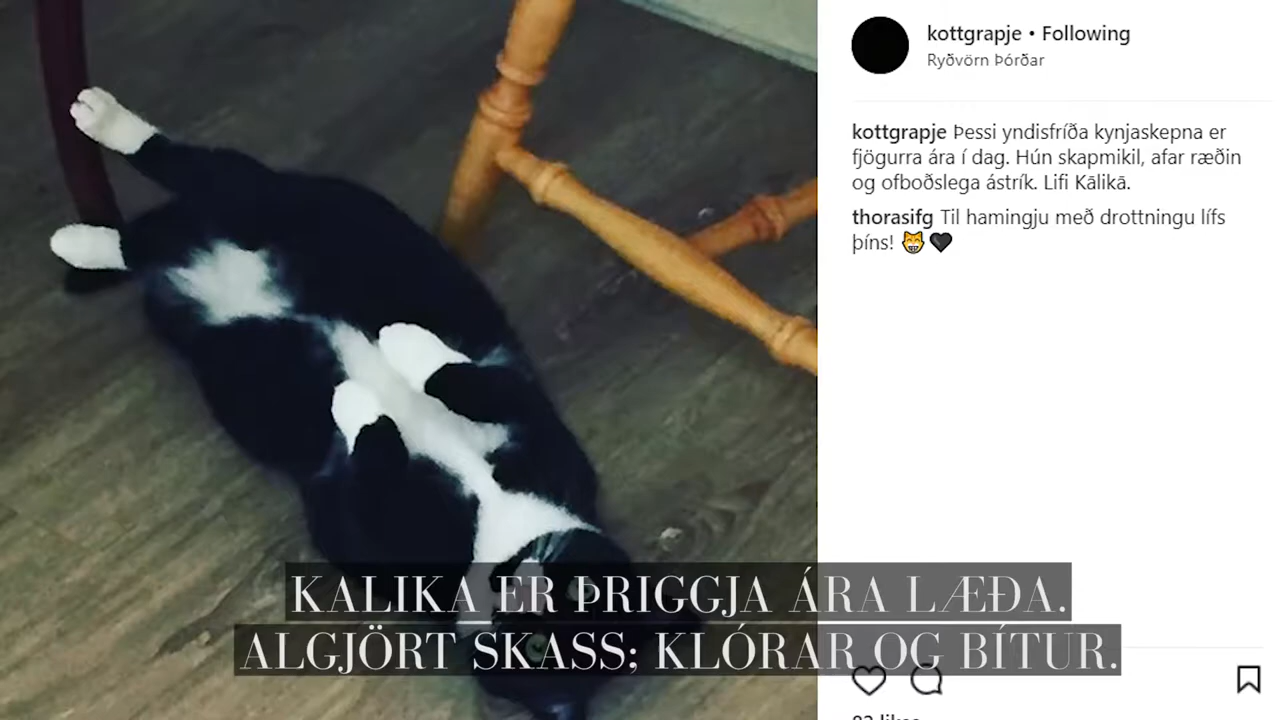 kottgrapje • Following
Ryðvörn Þórðar
kottgrapje Þessi yndisfríða kynjaskepna er
fjögurra ára í dag. Hún skapmikil, afar ræðin
og ofboðslega ástrík. Lifi Kālikā.
thorasifg Til hamingju með drottningu lífs
þíns! 😸🖤
KALIKA ER ÞRIGGJA ÁRA LÆÐA.
ALGJÖRT SKASS; KLÓRAR OG BÍTUR.